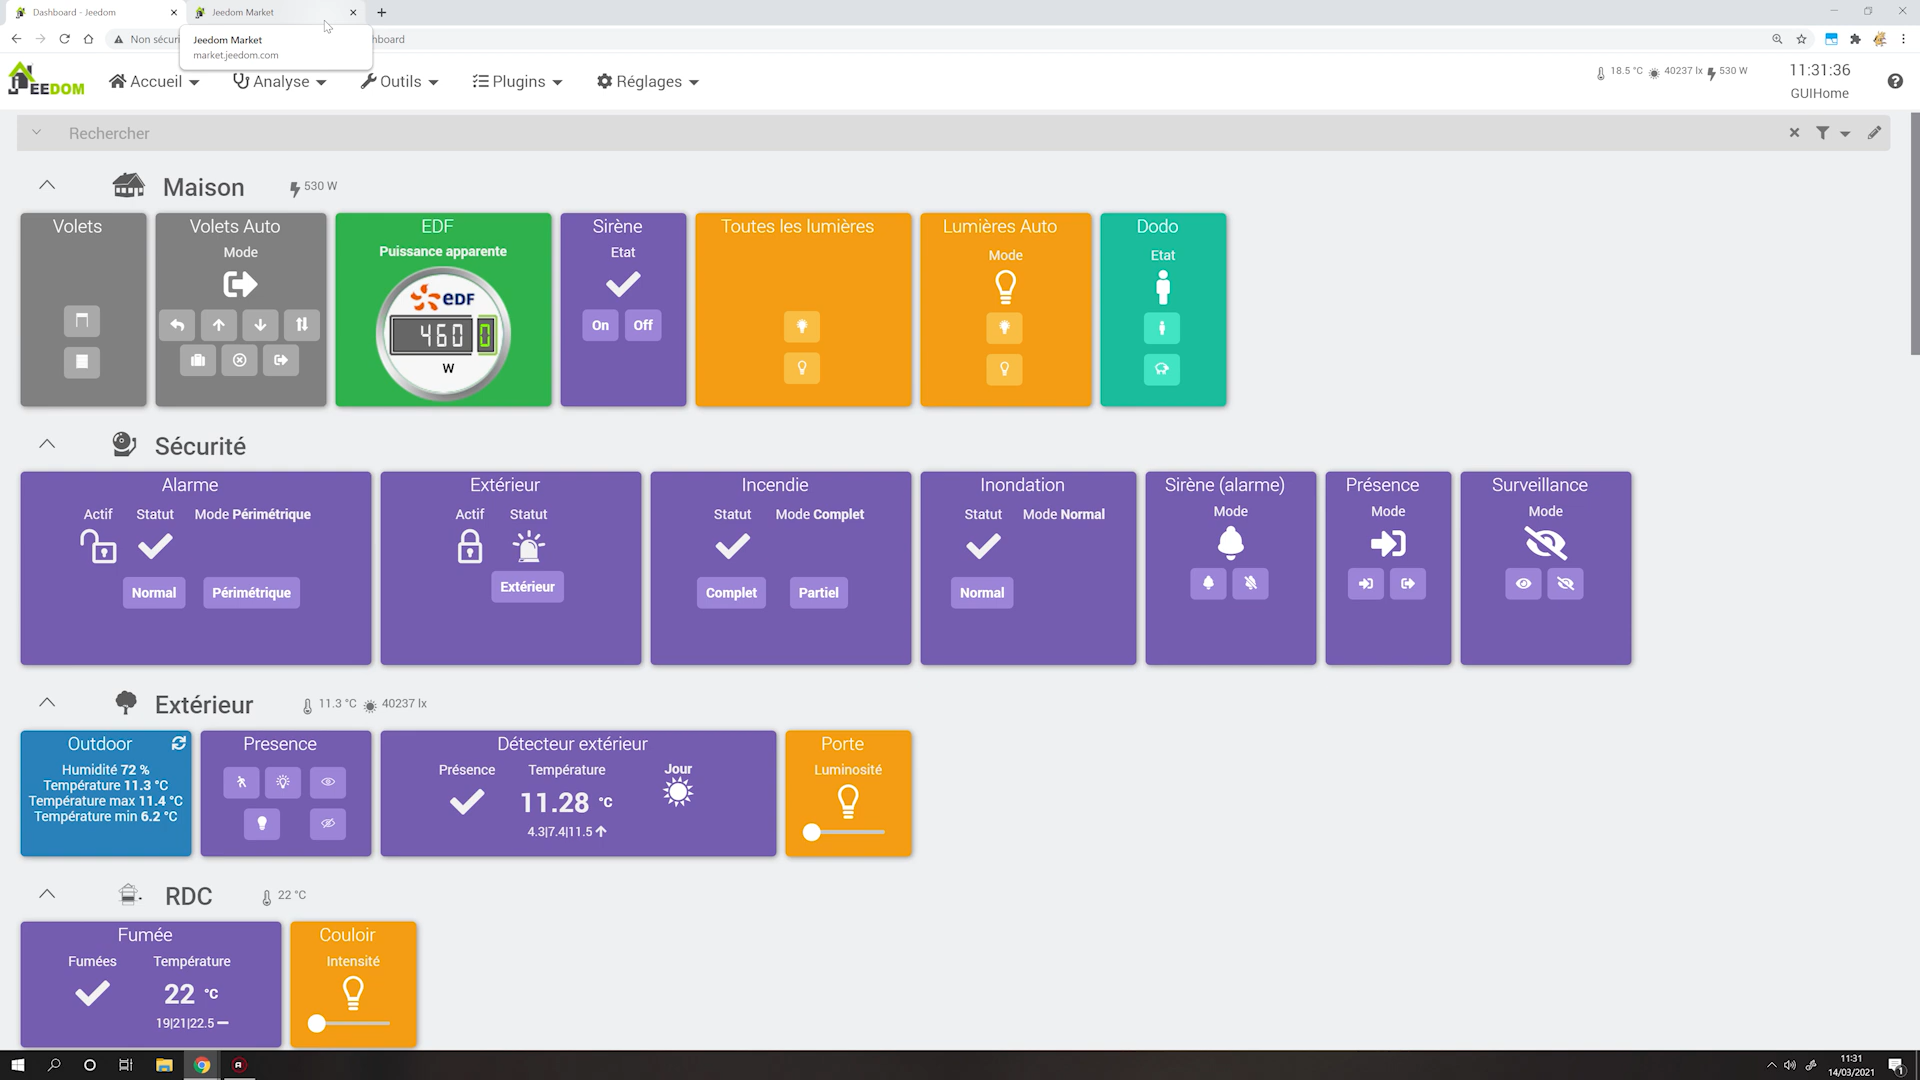 Dashboard - Jeedom
Jeedom Market
Non sécuri
hboard
Jeedom Market
market.jeedom.com
JEEDOM
Accueil
Analyse
Outils
Plugins
Réglages
18.5 °C
40237 lx
530 W
11:31:36
GUIHome
Rechercher
Maison
530 W
Volets
Volets Auto
Mode
EDF
Puissance apparente
eDF
460
0
W
Sirène
Etat
On
Off
Toutes les lumières
Lumières Auto
Mode
Dodo
Etat
Sécurité
Alarme
Actif
Statut
Mode Périmétrique
Normal
Périmétrique
Extérieur
Actif
Statut
Extérieur
Incendie
Statut
Mode Complet
Complet
Partiel
Inondation
Statut
Mode Normal
Normal
Sirène (alarme)
Mode
Présence
Mode
Surveillance
Mode
Extérieur
11.3 °C
40237 lx
Outdoor
Humidité 72 %
Température 11.3 °C
Température max 11.4 °C
Température min 6.2 °C
Presence
Détecteur extérieur
Présence
Température
11.28 °C
4.3|7.4|11.5
Jour
Porte
Luminosité
RDC
22 °C
Fumée
Fumées
Température
22 °C
19|21|22.5
Couloir
Intensité
11:31
14/03/2021
1